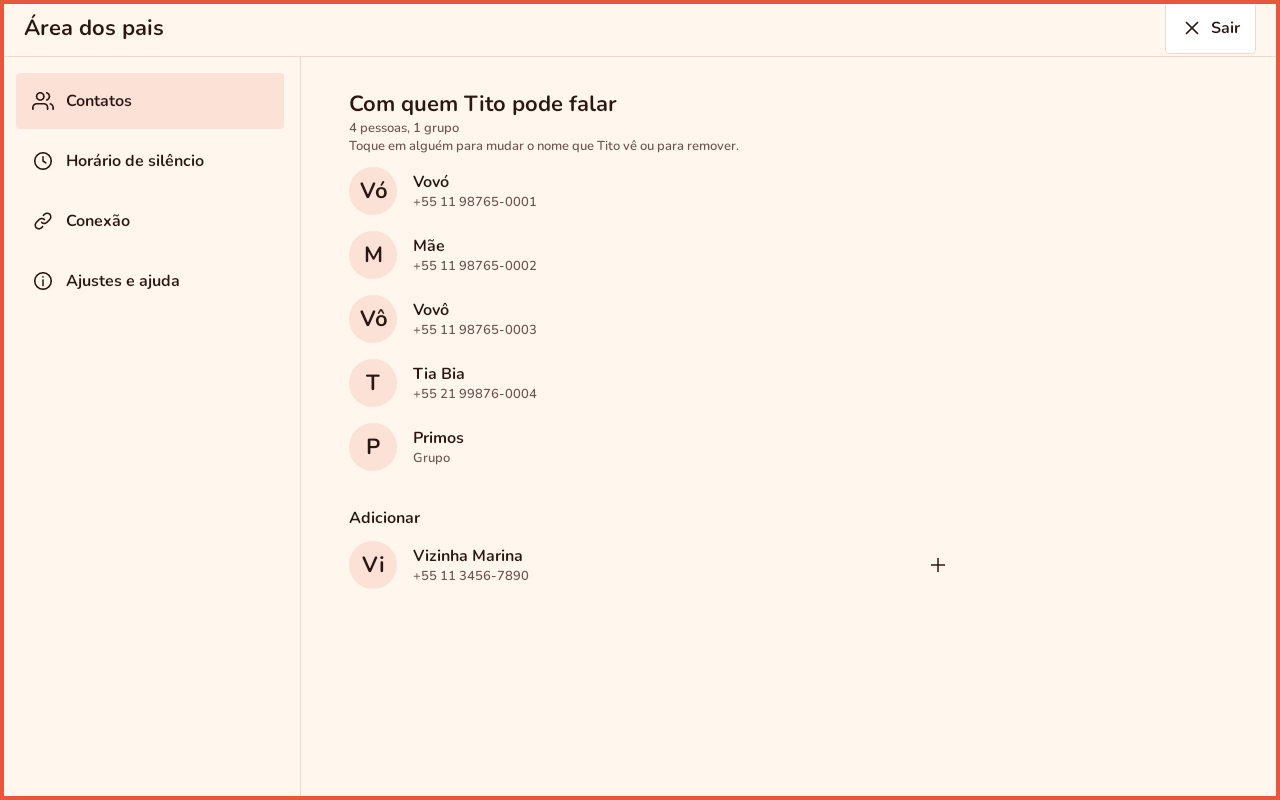 Área dos pais
Sair
Contatos
Horário de silêncio
Conexão
Ajustes e ajuda
Com quem Tito pode falar
4 pessoas, 1 grupo
Toque em alguém para mudar o nome que Tito vê ou para remover.
Vó
Vovó
+55 11 98765-0001
M
Mãe
+55 11 98765-0002
Vô
Vovô
+55 11 98765-0003
T
Tia Bia
+55 21 99876-0004
P
Primos
Grupo
Adicionar
Vi
Vizinha Marina
+55 11 3456-7890